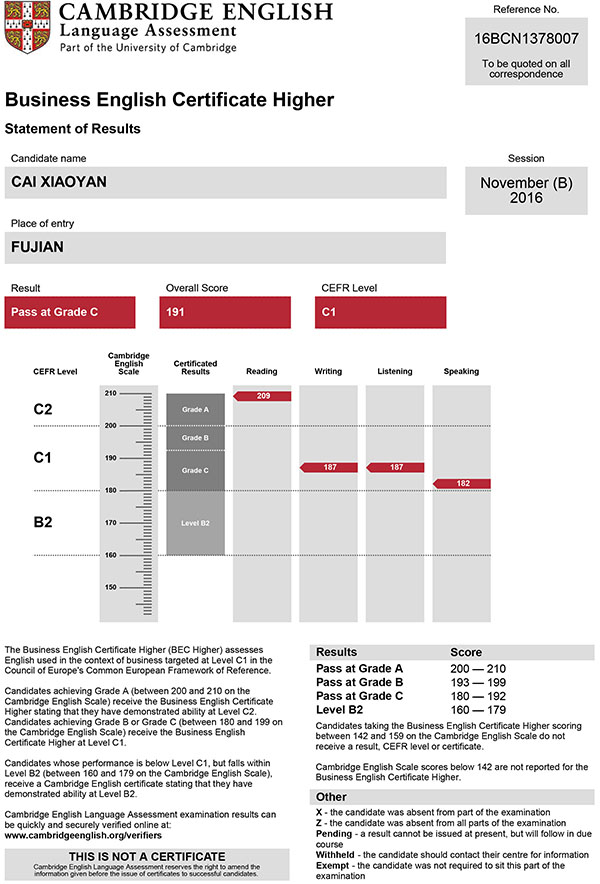 CAMBRIDGE ENGLISH
Language Assessment
Part of the University of Cambridge
Reference No.
16BCN1378007
To be quoted on all
correspondence
Business English Certificate Higher
Statement of Results
Candidate name
CAI XIAOYAN
Session
November (B)
2016
Place of entry
FUJIAN
Result
Overall Score
CEFR Level
Pass at Grade C
191
C1
CEFR Level
Cambridge
English
Scale
Certificated
Results
Reading
Writing
Listening
Speaking
210
209
C2
Grade A
200
Grade B
C1
190
Grade C
187
187
182
180
B2
170
Level B2
160
150
The Business English Certificate Higher (BEC Higher) assesses
English used in the context of business targeted at Level C1 in the
Council of Europe's Common European Framework of Reference.
Candidates achieving Grade A (between 200 and 210 on the
Cambridge English Scale) receive the Business English Certificate
Higher stating that they have demonstrated ability at Level C2.
Candidates achieving Grade B or Grade C (between 180 and 199 on
the Cambridge English Scale) receive the Business English
Certificate Higher at Level C1.
Candidates whose performance is below Level C1, but falls within
Level B2 (between 160 and 179 on the Cambridge English Scale),
receive a Cambridge English certificate stating that they have
demonstrated ability at Level B2.
Cambridge English Language Assessment examination results can
be quickly and securely verified online at:
www.cambridgeenglish.org/verifiers
THIS IS NOT A CERTIFICATE
Cambridge English Language Assessment reserves the right to amend the
information given before the issue of certificates to successful candidates.
Results Score
Pass at Grade A 200 — 210
Pass at Grade B 193 — 199
Pass at Grade C 180 — 192
Level B2 160 — 179
Candidates taking the Business English Certificate Higher scoring
between 142 and 159 on the Cambridge English Scale do not
receive a result, CEFR level or certificate.
Cambridge English Scale scores below 142 are not reported for the
Business English Certificate Higher.
Other
X - the candidate was absent from part of the examination
Z - the candidate was absent from all parts of the examination
Pending - a result cannot be issued at present, but will follow in due
course
Withheld - the candidate should contact their centre for information
Exempt - the candidate was not required to sit this part of the
examination